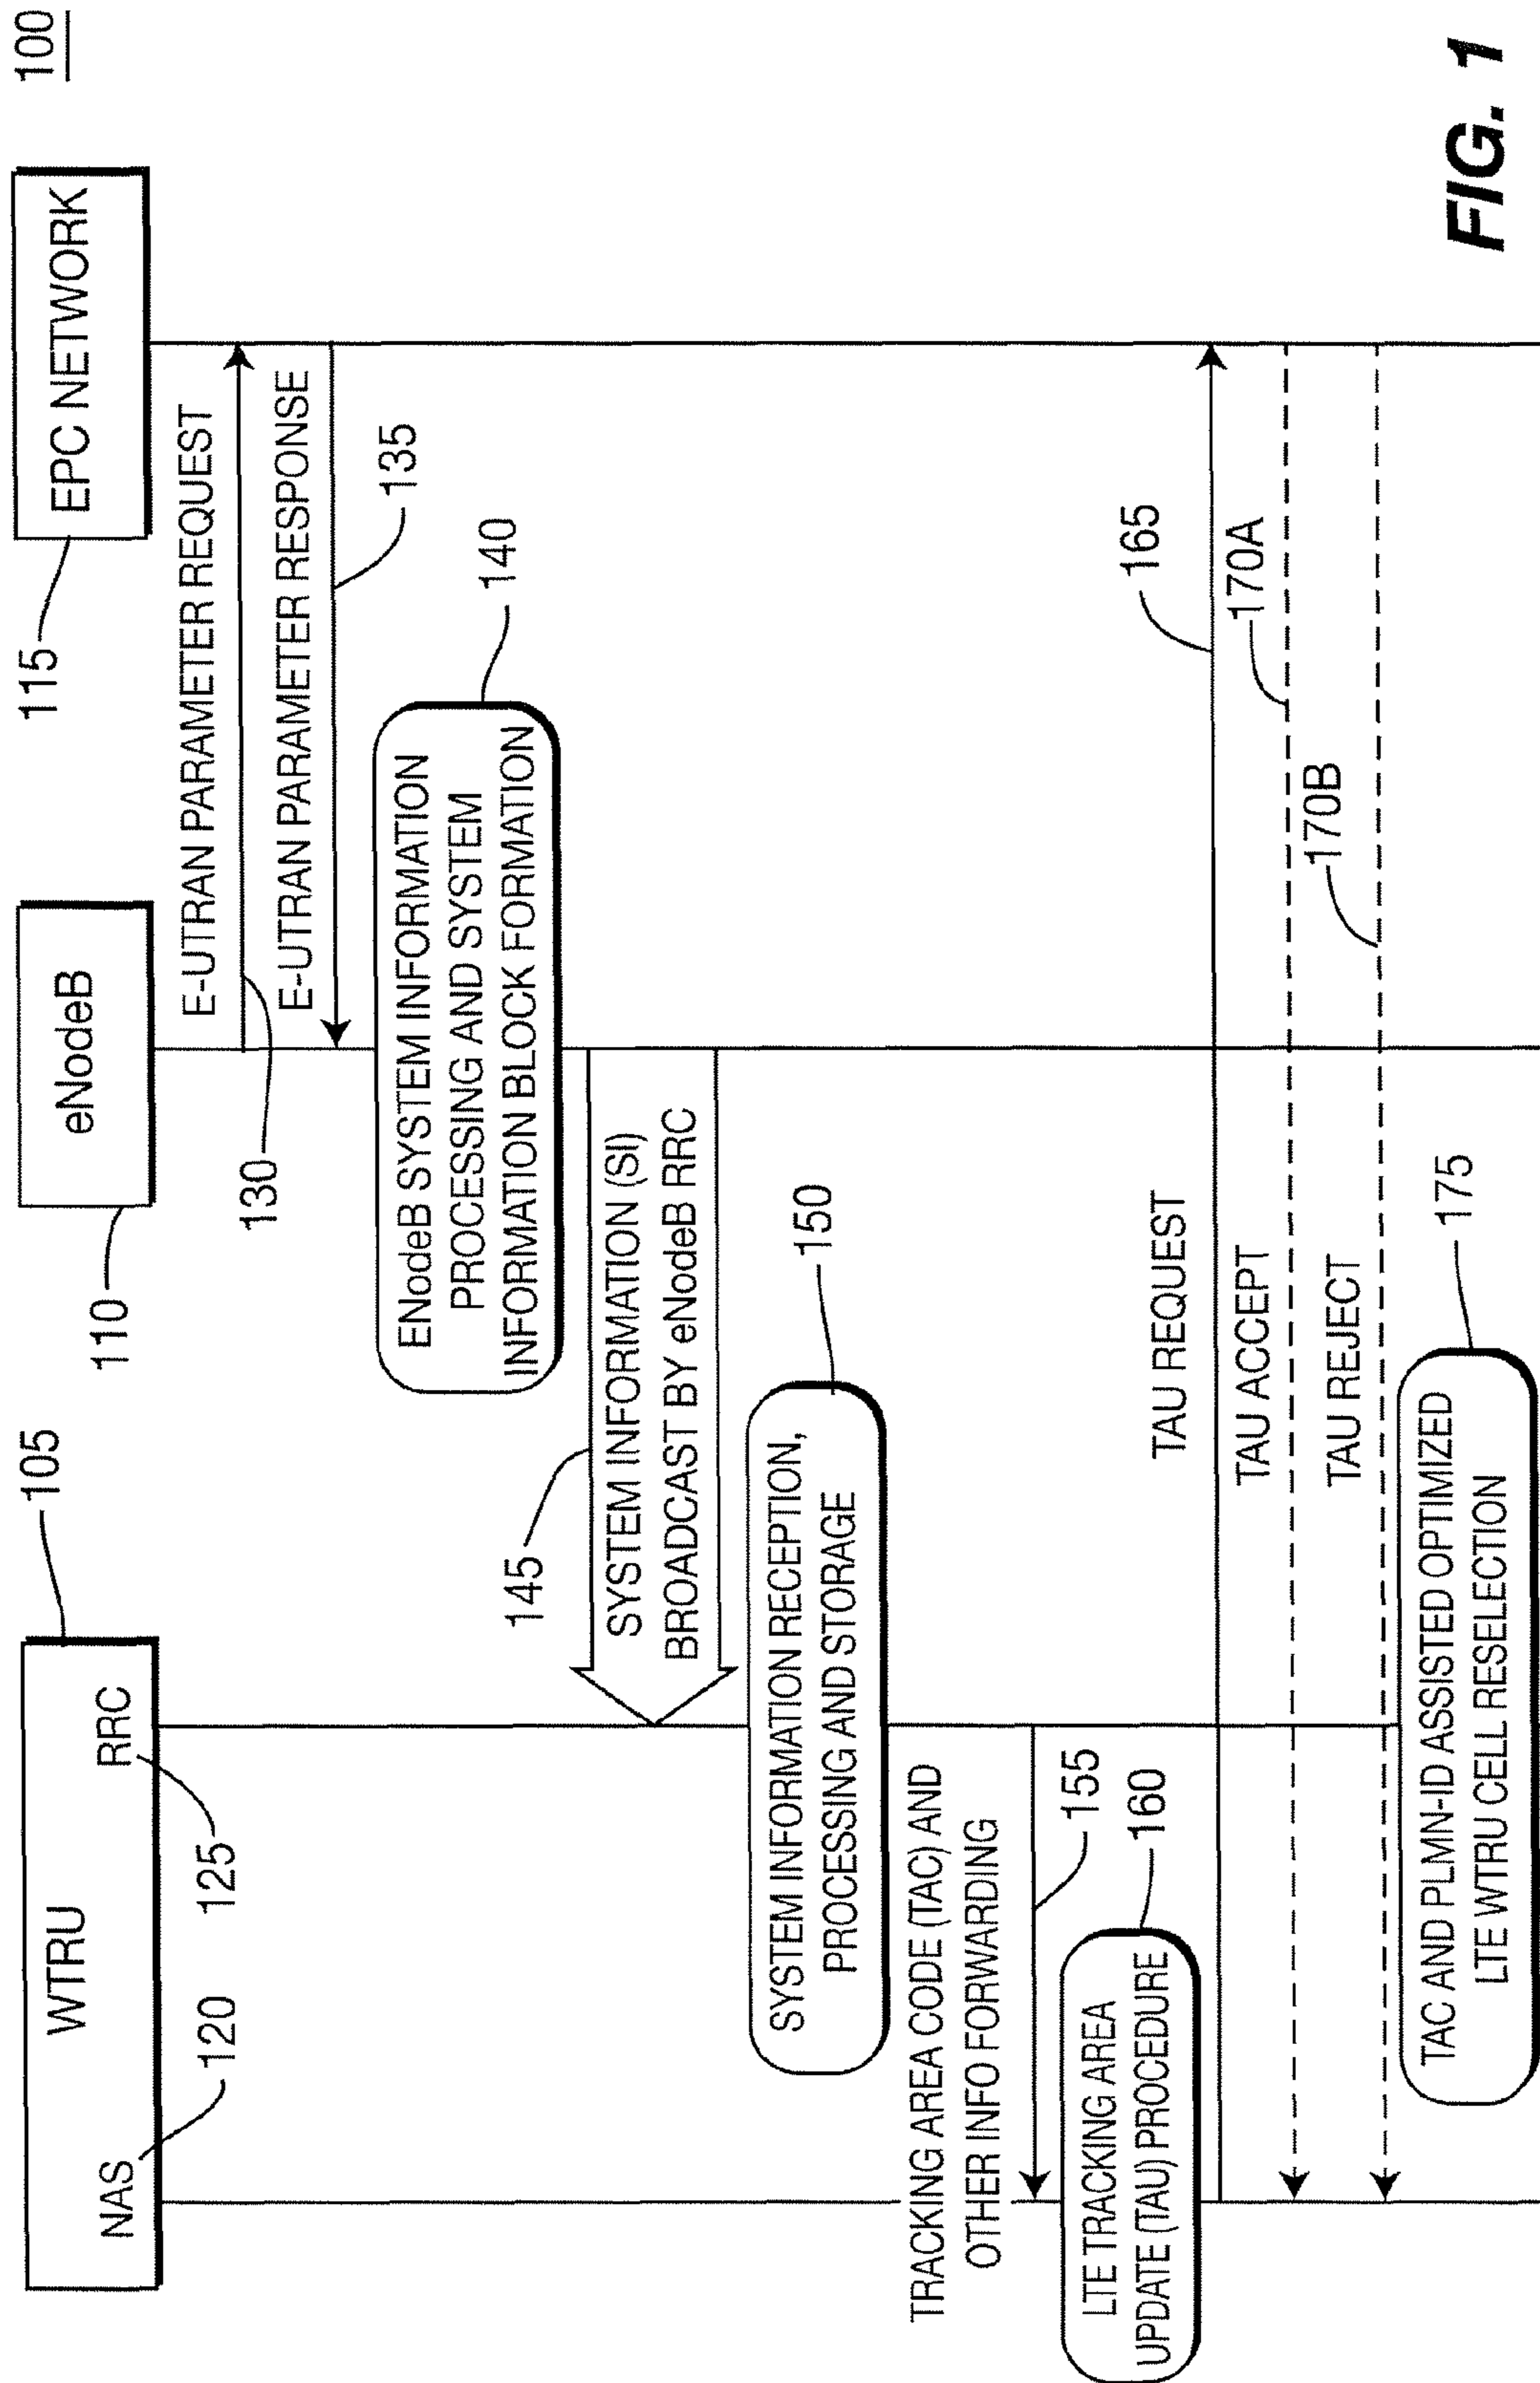 100
WTRU
NAS
RRC
105
120
125
eNodeB
110
EPC NETWORK
115
E-UTRAN PARAMETER REQUEST
130
E-UTRAN PARAMETER RESPONSE
135
ENodeB SYSTEM INFORMATION
PROCESSING AND SYSTEM
INFORMATION BLOCK FORMATION
140
145
SYSTEM INFORMATION (SI)
BROADCAST BY eNodeB RRC
SYSTEM INFORMATION RECEPTION,
PROCESSING AND STORAGE
150
TRACKING AREA CODE (TAC) AND
OTHER INFO FORWARDING
155
LTE TRACKING AREA
UPDATE (TAU) PROCEDURE
160
TAU REQUEST
165
TAU ACCEPT
170A
TAU REJECT
170B
TAC AND PLMN-ID ASSISTED OPTIMIZED
LTE WTRU CELL RESELECTION
175
FIG. 1